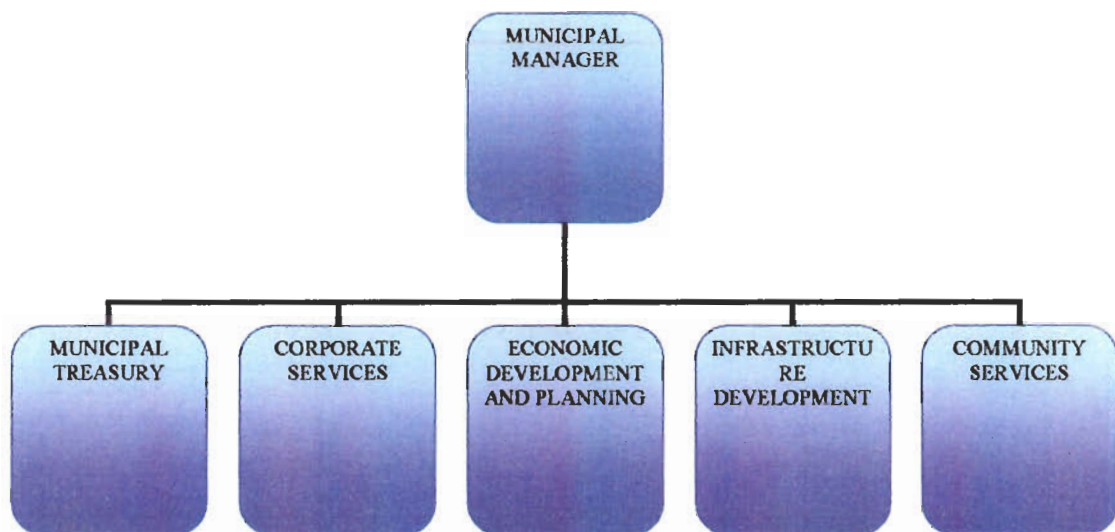 MUNICIPAL
MANAGER
MUNICIPAL
TREASURY
CORPORATE
SERVICES
ECONOMIC
DEVELOPMENT
AND PLANNING
INFRASTRUCTU
RE
DEVELOPMENT
COMMUNITY
SERVICES